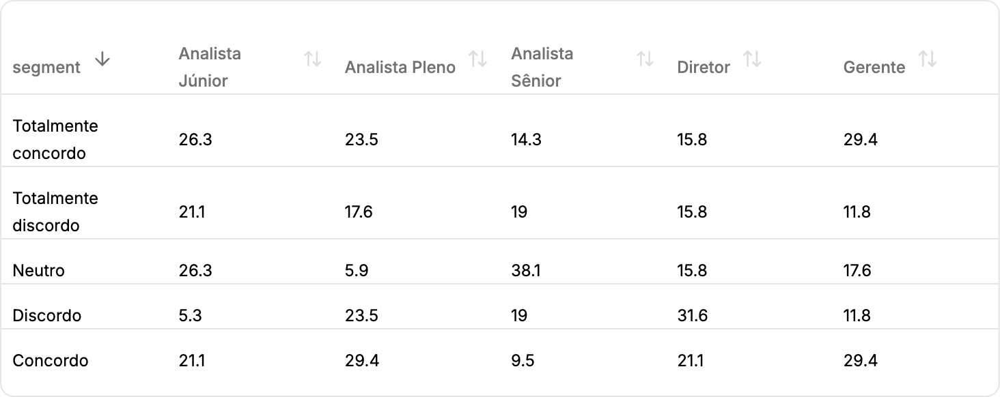 segment Analista Júnior Analista Pleno Analista Sênior Diretor Gerente
Totalmente concordo 26.3 23.5 14.3 15.8 29.4
Totalmente discordo 21.1 17.6 19 15.8 11.8
Neutro 26.3 5.9 38.1 15.8 17.6
Discordo 5.3 23.5 19 31.6 11.8
Concordo 21.1 29.4 9.5 21.1 29.4